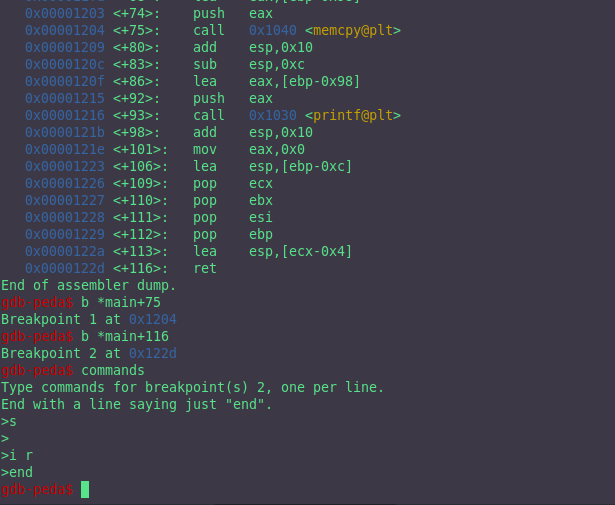 0x00001203 <+74>:	push   eax
0x00001204 <+75>:	call   0x1040 <memcpy@plt>
0x00001209 <+80>:	add    esp,0x10
0x0000120c <+83>:	sub    esp,0xc
0x0000120f <+86>:	lea    eax,[ebp-0x98]
0x00001215 <+92>:	push   eax
0x00001216 <+93>:	call   0x1030 <printf@plt>
0x0000121b <+98>:	add    esp,0x10
0x0000121e <+101>:	mov    eax,0x0
0x00001223 <+106>:	lea    esp,[ebp-0xc]
0x00001226 <+109>:	pop    ecx
0x00001227 <+110>:	pop    ebx
0x00001228 <+111>:	pop    esi
0x00001229 <+112>:	pop    ebp
0x0000122a <+113>:	lea    esp,[ecx-0x4]
0x0000122d <+116>:	ret
End of assembler dump.
gdb-peda$ b *main+75
Breakpoint 1 at 0x1204
gdb-peda$ b *main+116
Breakpoint 2 at 0x122d
gdb-peda$ commands
Type commands for breakpoint(s) 2, one per line.
End with a line saying just "end".
>s
>
>i r
>end
gdb-peda$